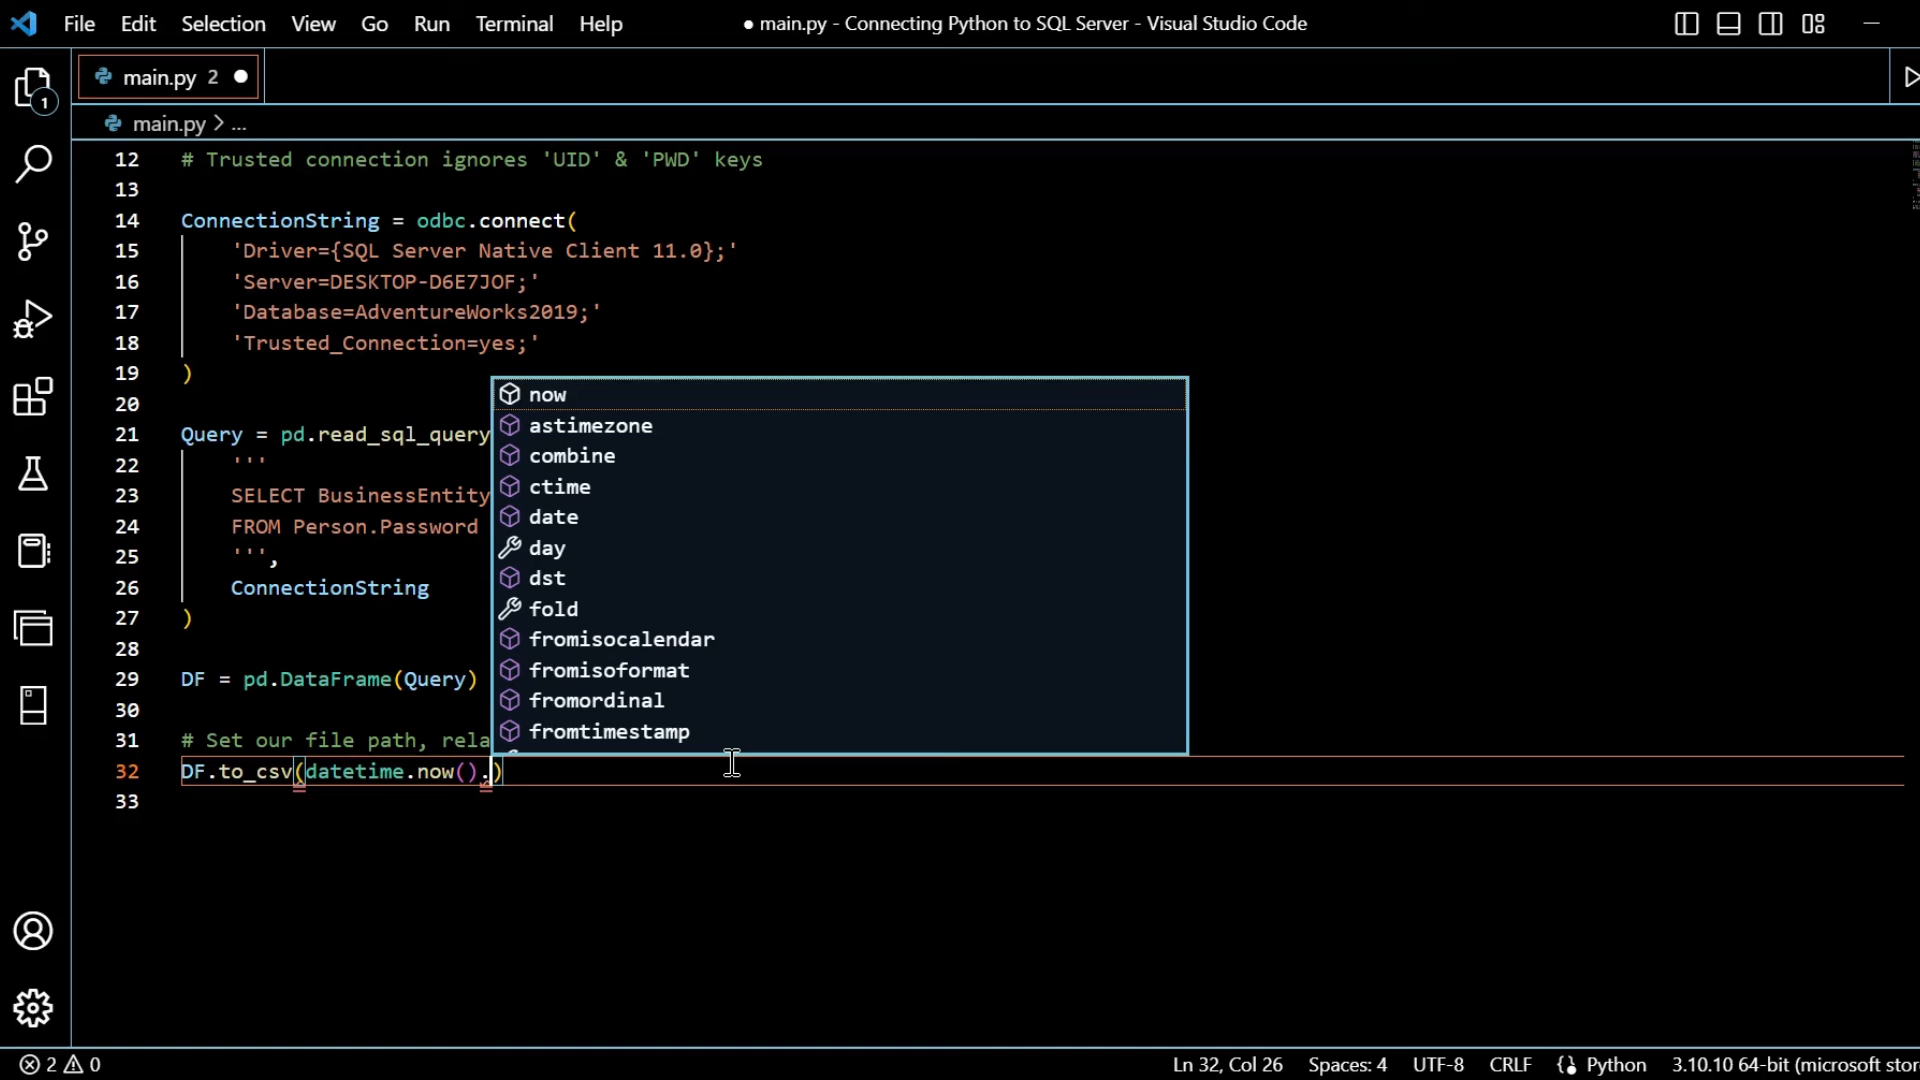 File Edit Selection View Go Run Terminal Help ● main.py - Connecting Python to SQL Server - Visual Studio Code
1
main.py 2 ●
main.py > ...
12 # Trusted connection ignores 'UID' & 'PWD' keys
13
14 ConnectionString = odbc.connect(
15 'Driver={SQL Server Native Client 11.0};'
16 'Server=DESKTOP-D6E7JOF;'
17 'Database=AdventureWorks2019;'
18 'Trusted_Connection=yes;'
19 )
20
21 Query = pd.read_sql_query
22 '''
23 SELECT BusinessEntity
24 FROM Person.Password
25 ''',
26 ConnectionString
27 )
28
29 DF = pd.DataFrame(Query)
30
31 # Set our file path, rela
32 DF.to_csv(datetime.now().)
33
now
astimezone
combine
ctime
date
day
dst
fold
fromisocalendar
fromisoformat
fromordinal
fromtimestamp
2 0 Ln 32, Col 26 Spaces: 4 UTF-8 CRLF Python 3.10.10 64-bit (microsoft stor